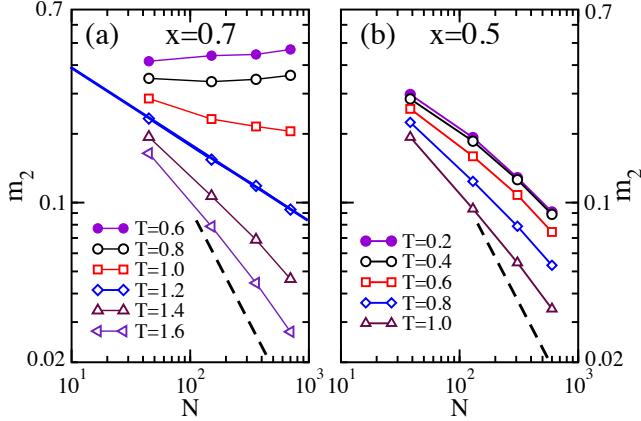 0.7
(a) x=0.7
m2
0.1
T=0.6
T=0.8
T=1.0
T=1.2
T=1.4
T=1.6
0.02
10^1 10^2 10^3
N
(b) x=0.5
0.7
m2
0.1
T=0.2
T=0.4
T=0.6
T=0.8
T=1.0
0.02
10^1 10^2 10^3
N